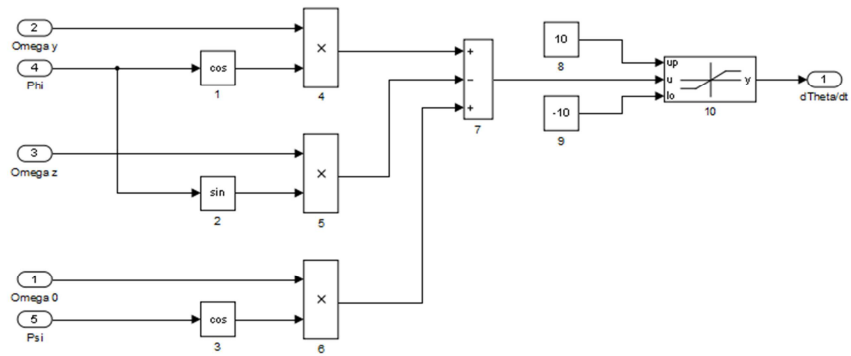 2
Omega y
4
Phi
cos
1
×
4
3
Omega z
sin
2
×
5
1
Omega 0
5
Psi
cos
3
×
6
+
−
+
7
10
8
-10
9
up
u
lo
y
10
1
dTheta/dt